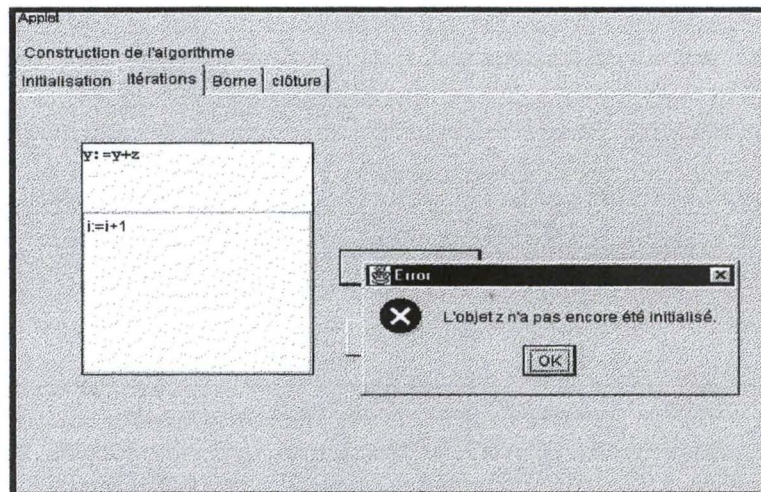 Applet
Construction de l'algorithme
Initialisation Itérations Borne clôture
y:=y+z
i:=i+1
Error
L'objet z n'a pas encore été initialisé.
OK